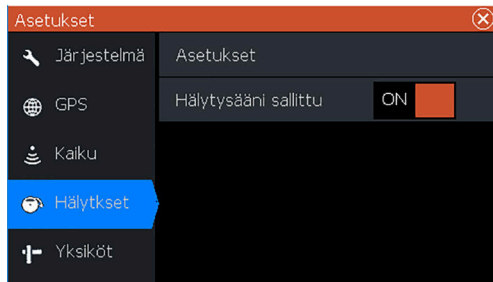 Asetukset
Järjestelmä
GPS
Kaiku
Hälytkset
Yksiköt
Asetukset
Hälytysääni sallittu
ON